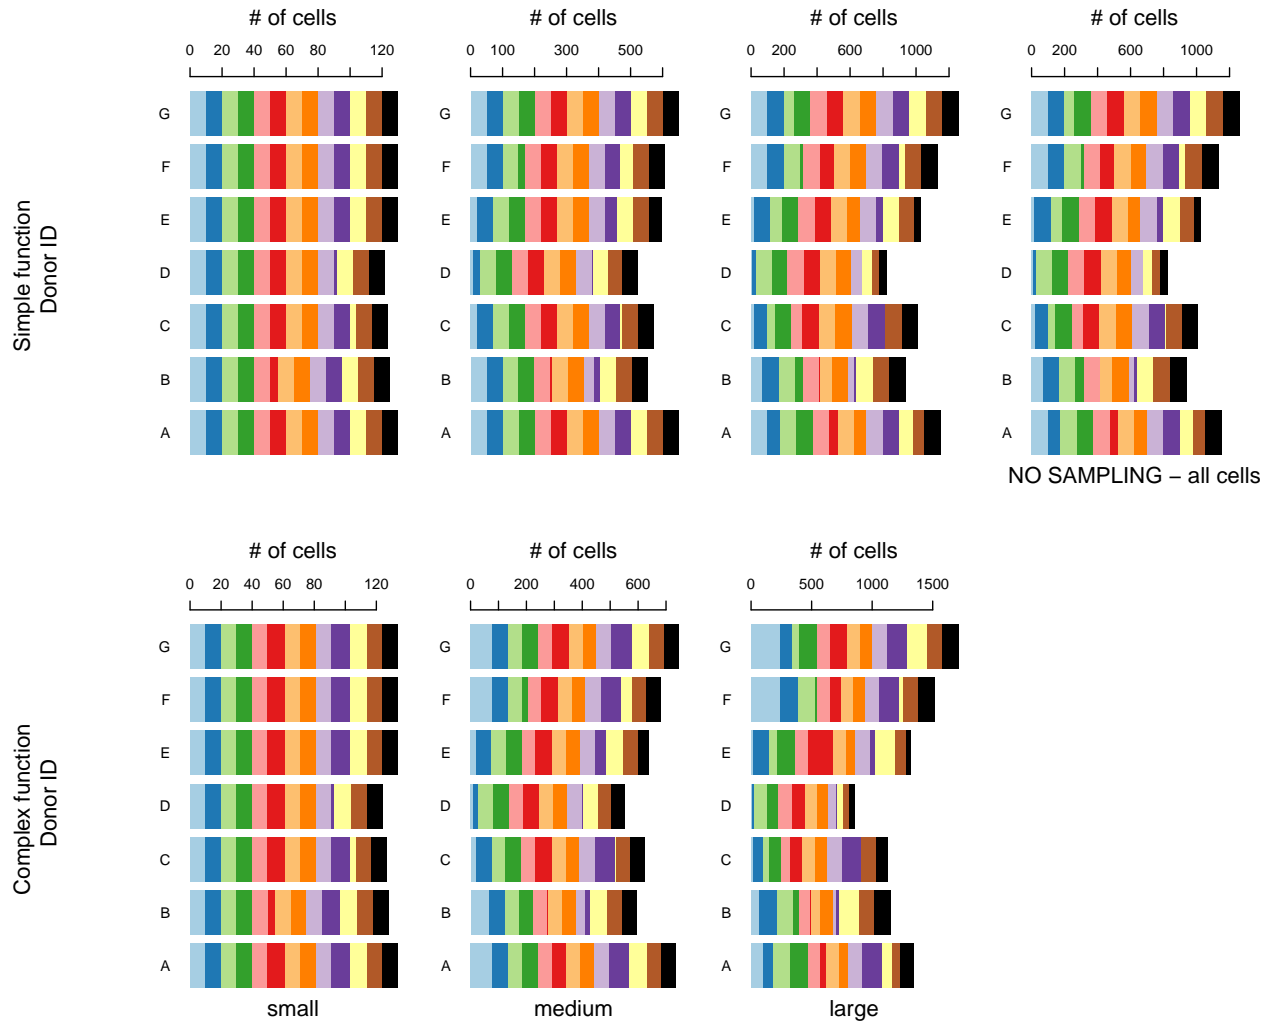 # of cells # of cells # of cells # of cells
0 20 40 60 80 120 0 100 300 500 0 200 600 1000 0 200 600 1000
Simple function
Donor ID
G G G G
F F F F
E E E E
D D D D
C C C C
B B B B
A A A A
NO SAMPLING – all cells
# of cells # of cells # of cells
0 20 40 60 80 120 0 200 400 600 0 500 1000 1500
Complex function
Donor ID
G G G
F F F
E E E
D D D
C C C
B B B
A A A
small medium large